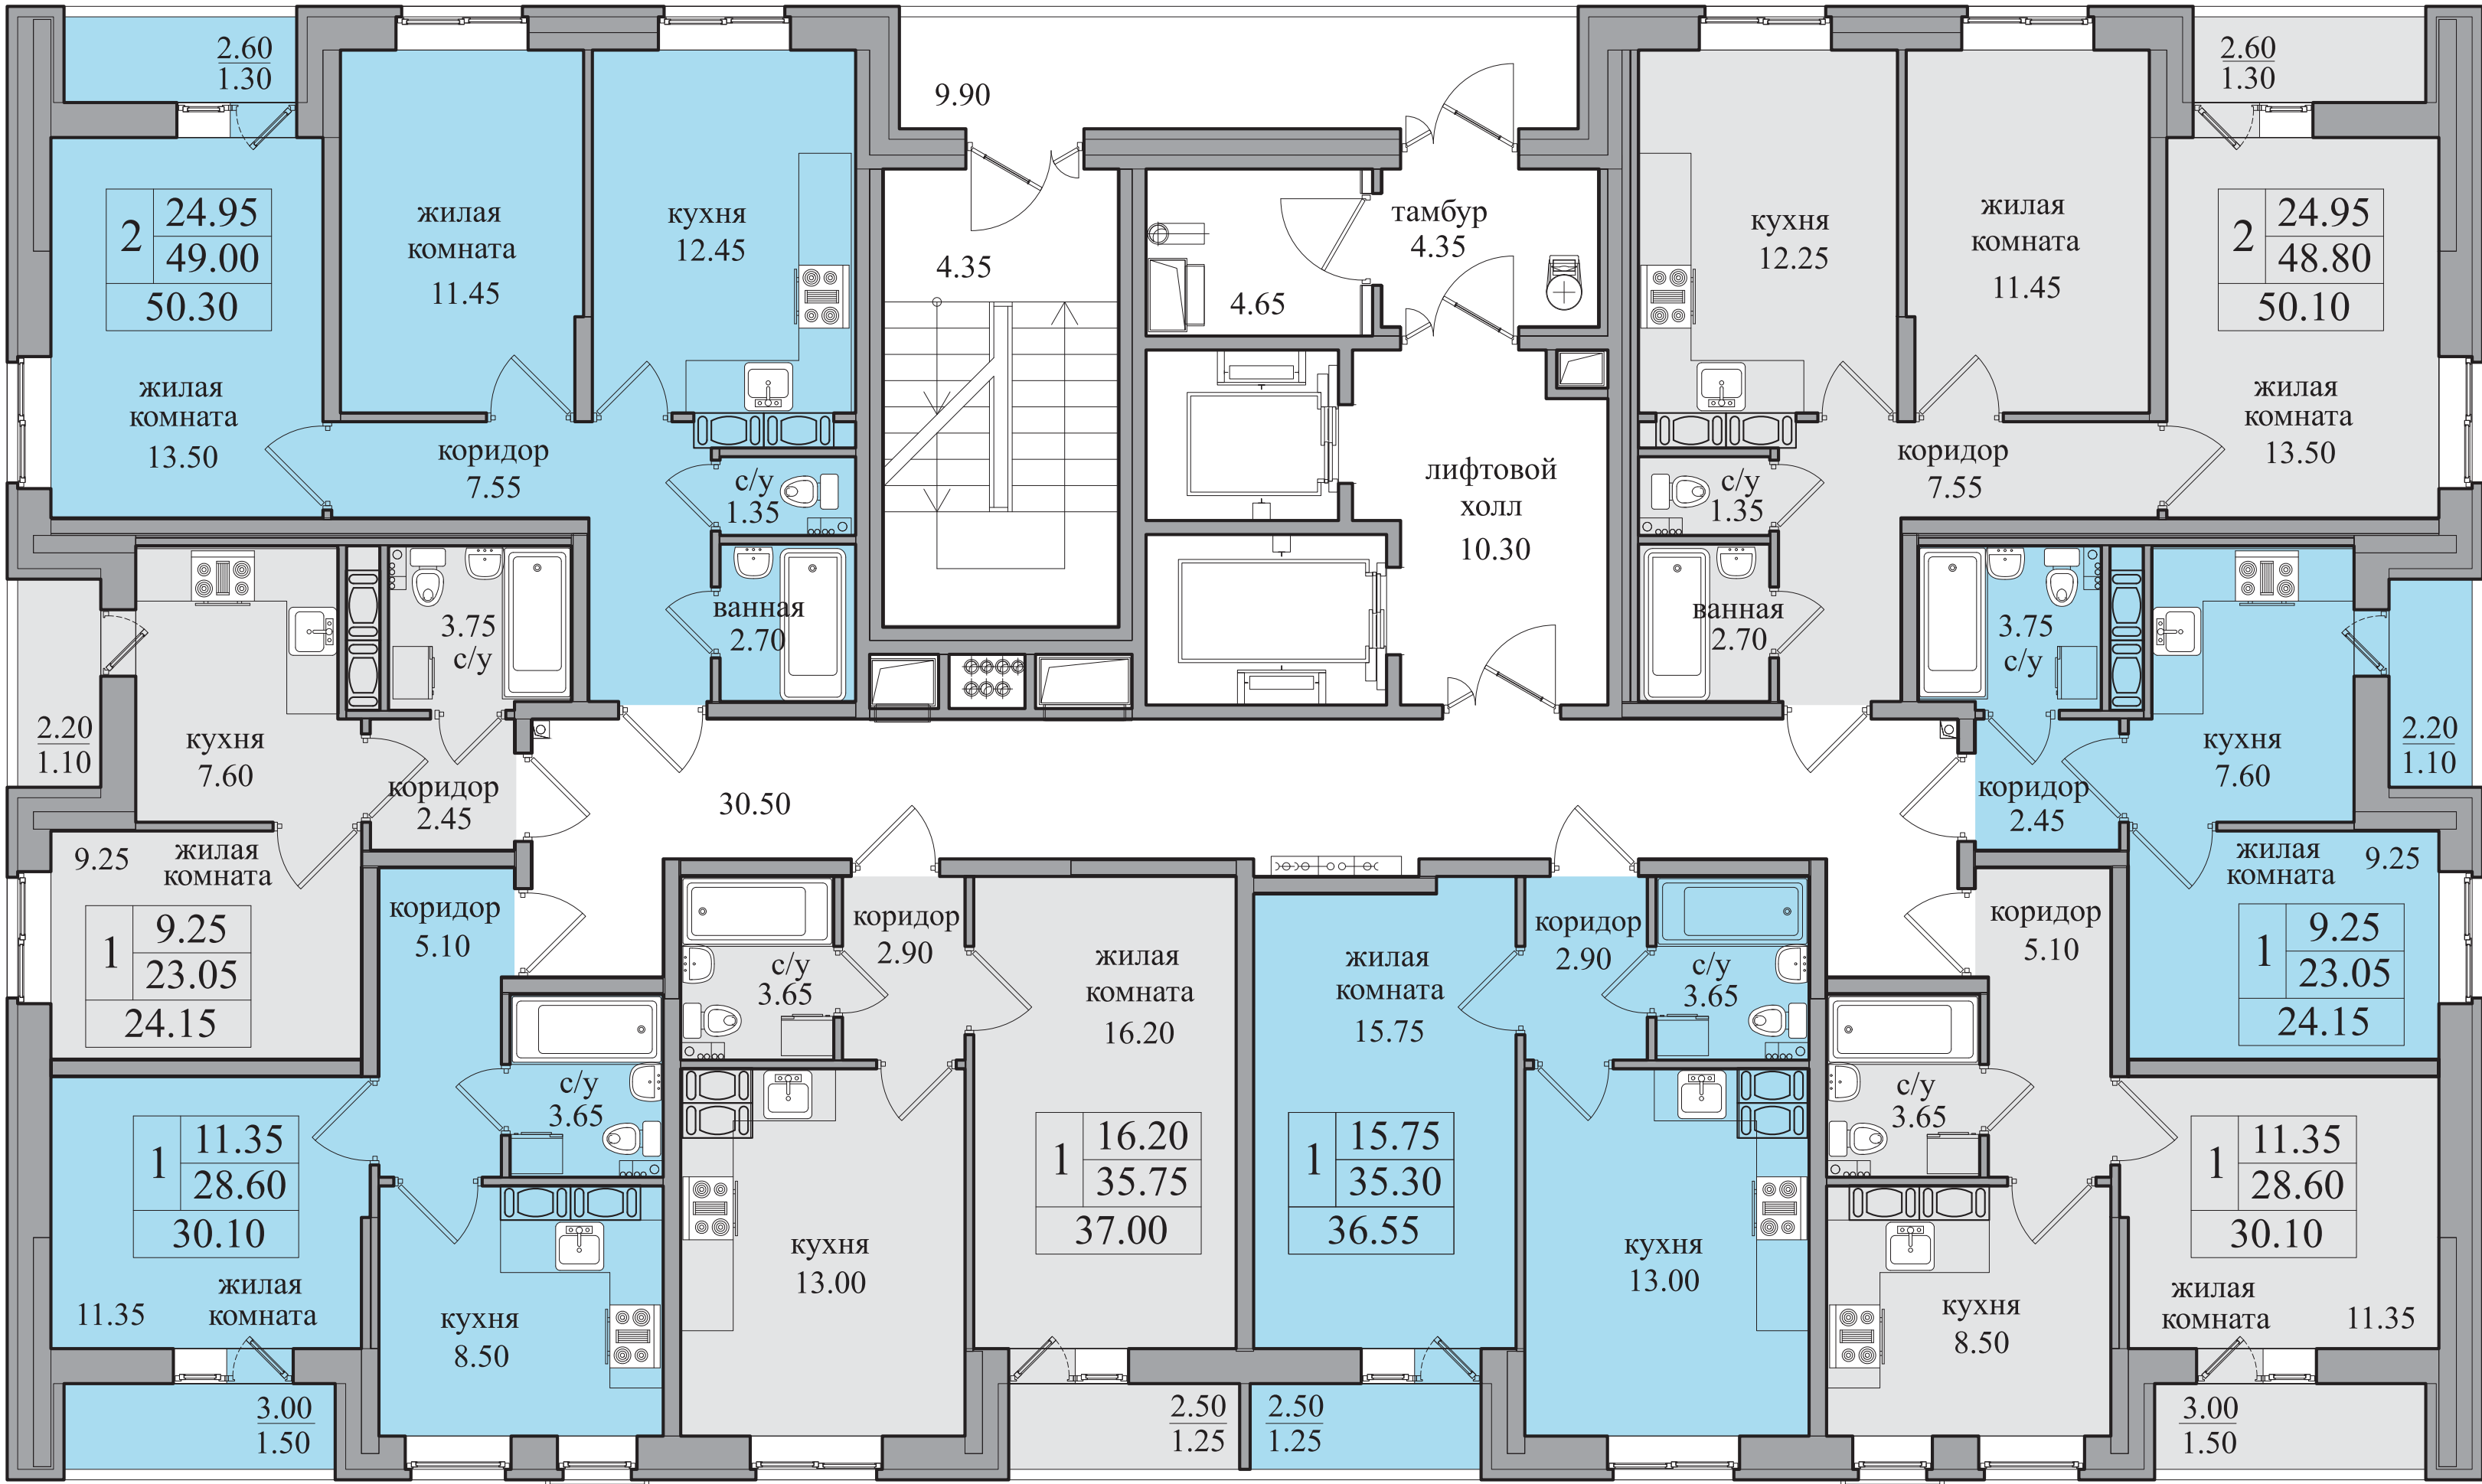 2.60
1.30
9.90
2.60
1.30
2
24.95
49.00
50.30
жилая
комната
11.45
кухня
12.45
4.35
4.65
тамбур
4.35
кухня
12.25
жилая
комната
11.45
2
24.95
48.80
50.10
жилая
комната
13.50
коридор
7.55
с/у
1.35
лифтовой
холл
10.30
с/у
1.35
коридор
7.55
жилая
комната
13.50
3.75
с/у
ванная
2.70
ванная
2.70
3.75
с/у
2.20
1.10
кухня
7.60
коридор
2.45
30.50
коридор
2.45
кухня
7.60
2.20
1.10
9.25
жилая
комната
1
9.25
23.05
24.15
коридор
5.10
с/у
3.65
коридор
2.90
жилая
комната
16.20
жилая
комната
15.75
коридор
2.90
с/у
3.65
коридор
5.10
жилая
комната
9.25
1
9.25
23.05
24.15
1
11.35
28.60
30.10
с/у
3.65
1
16.20
35.75
37.00
1
15.75
35.30
36.55
с/у
3.65
1
11.35
28.60
30.10
11.35
жилая
комната
кухня
8.50
кухня
13.00
кухня
13.00
кухня
8.50
жилая
комната
11.35
3.00
1.50
2.50
1.25
2.50
1.25
3.00
1.50